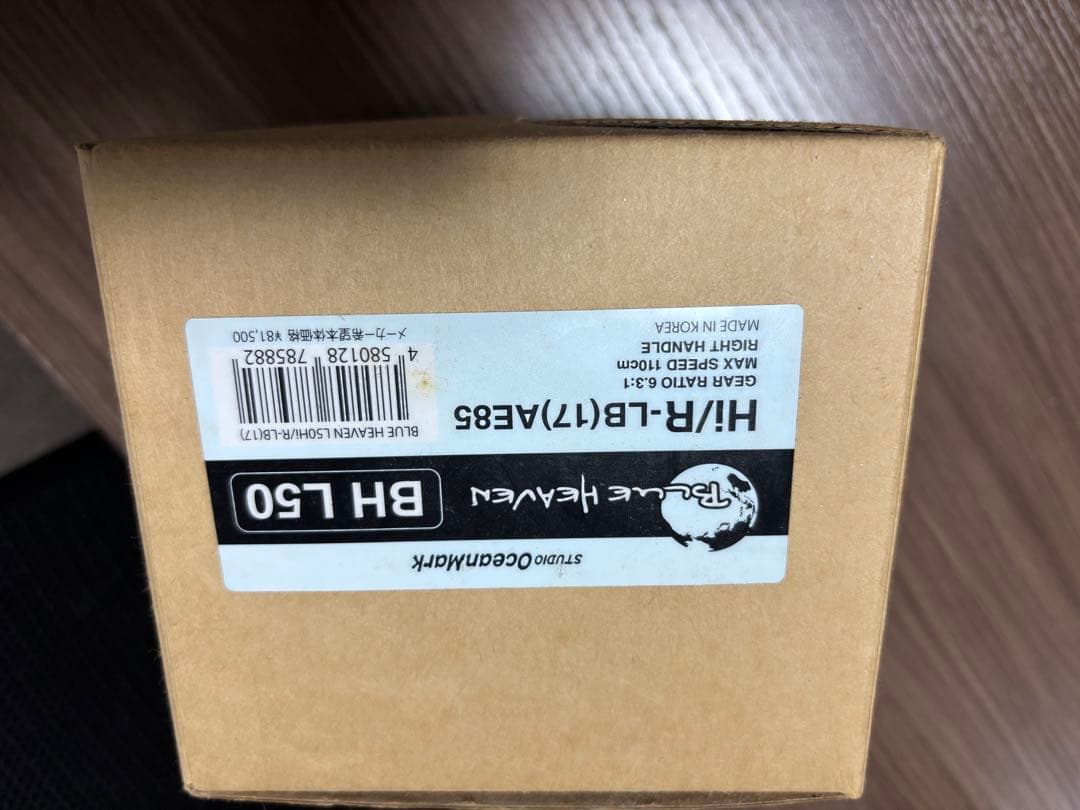 STUDIO OceanMark
BLUE HEAVEN
BH L50
Hi/R-LB(17)AE85
GEAR RATIO 6.3:1
MAX SPEED 110cm
RIGHT HANDLE
MADE IN KOREA
BLUE HEAVEN L50Hi/R-LB(17)
4 580128 785882
メーカー希望本体価格 ¥81,500